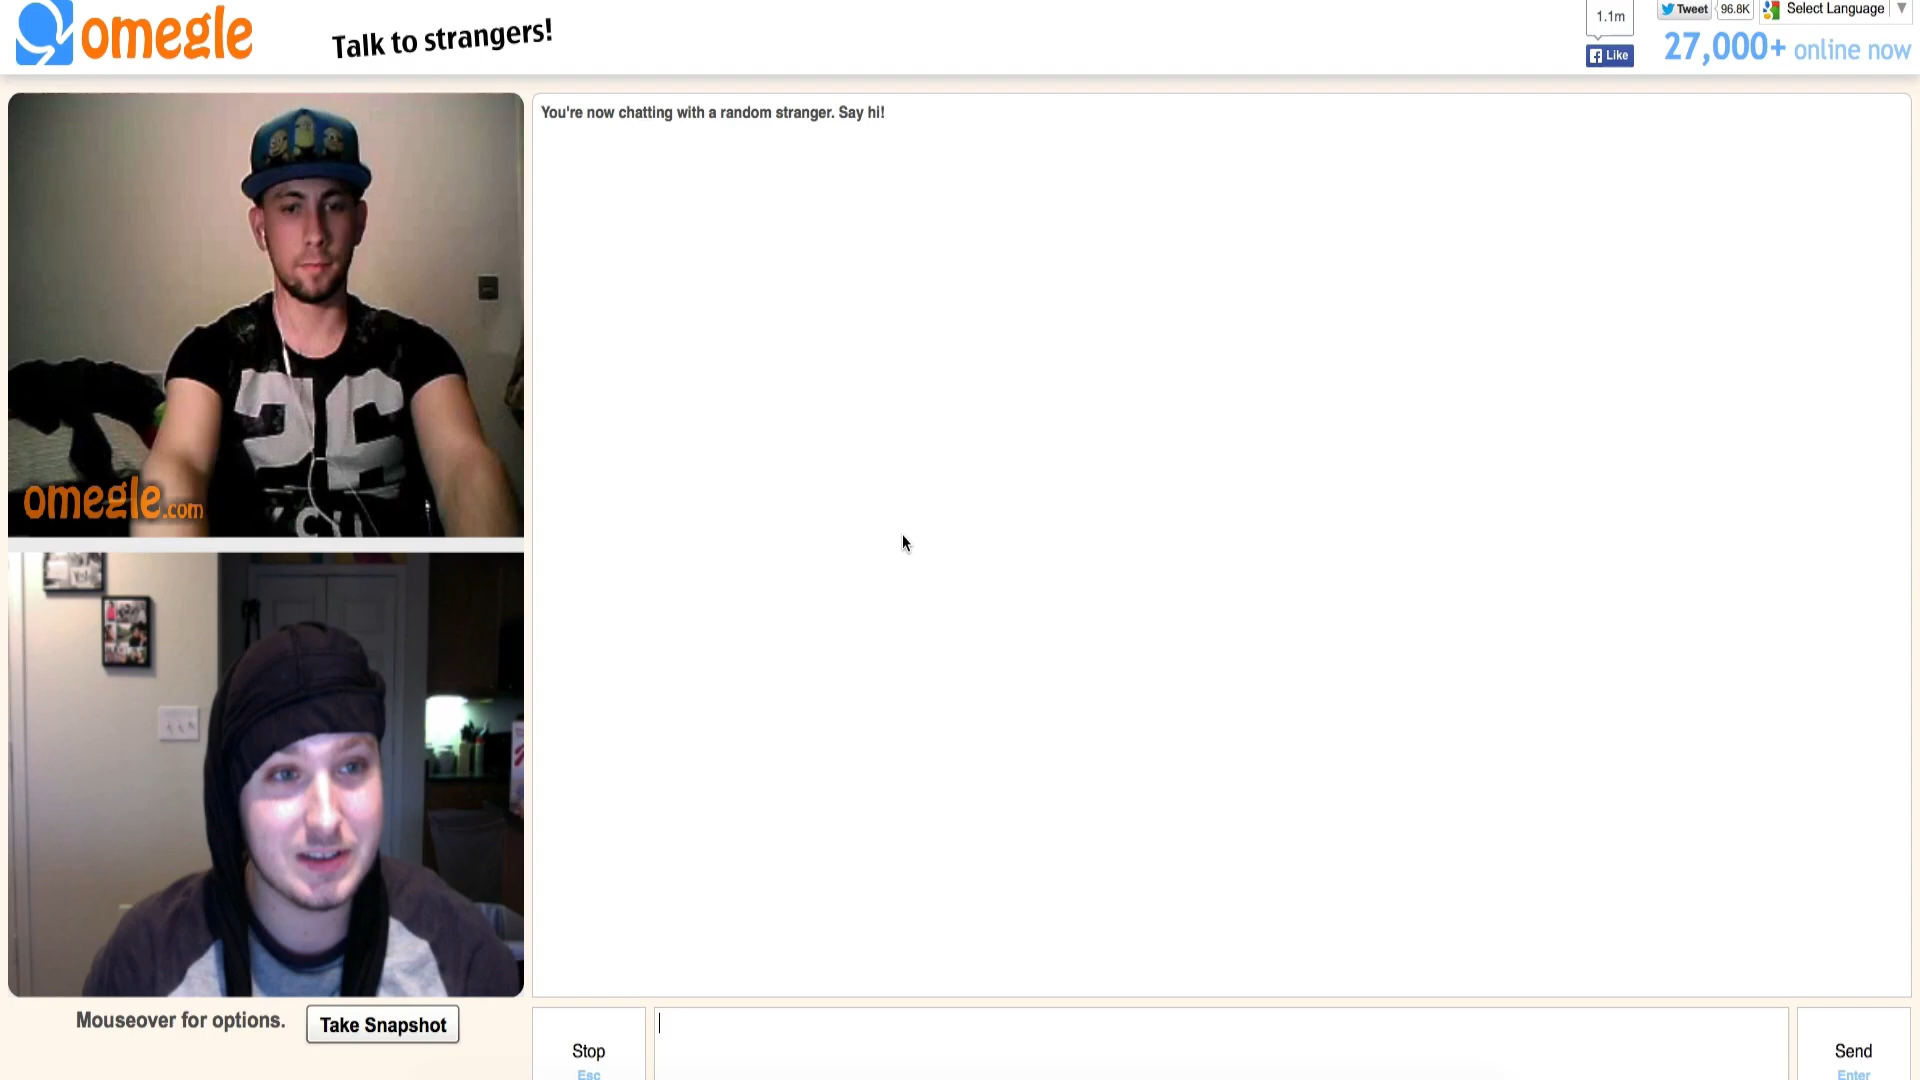 omegle
Talk to strangers!
1.1m
Like
Tweet
96.8K
Select Language
27,000+ online now
You're now chatting with a random stranger. Say hi!
26
omegle.com
Mouseover for options.
Take Snapshot
Stop
Esc
Send
Enter